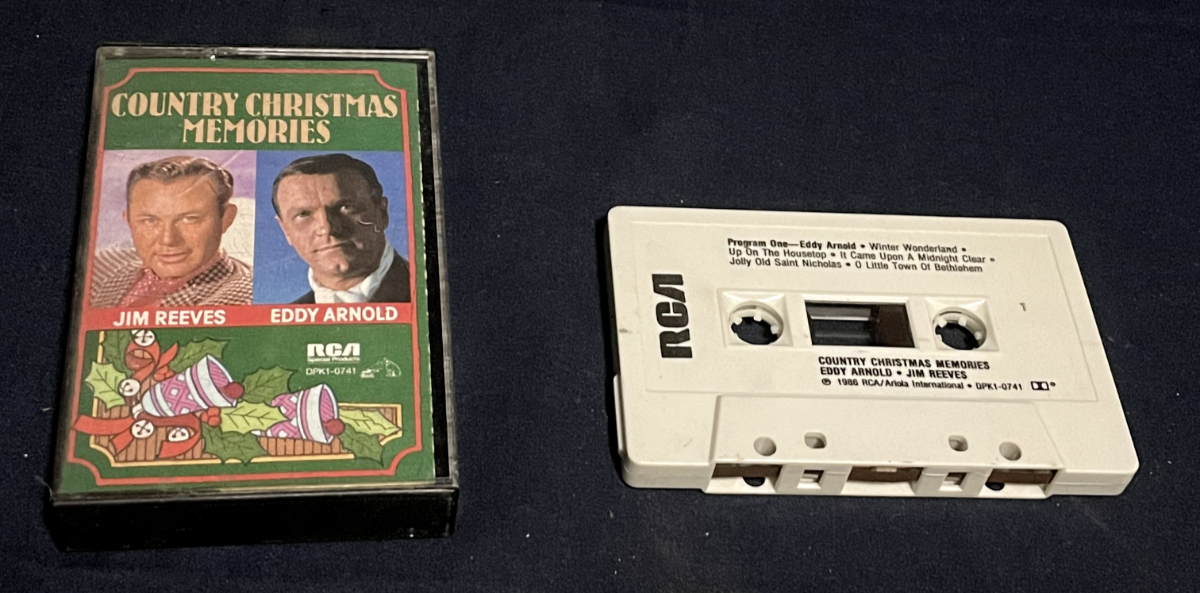 COUNTRY CHRISTMAS
MEMORIES
JIM REEVES
EDDY ARNOLD
RCA
Special Products
DPK1-0741
Program One—Eddy Arnold • Winter Wonderland •
Up On The Housetop • It Came Upon A Midnight Clear •
Jolly Old Saint Nicholas • O Little Town Of Bethlehem
RCA
1
COUNTRY CHRISTMAS MEMORIES
EDDY ARNOLD • JIM REEVES
℗ 1986 RCA/Ariola International • DPK1-0741